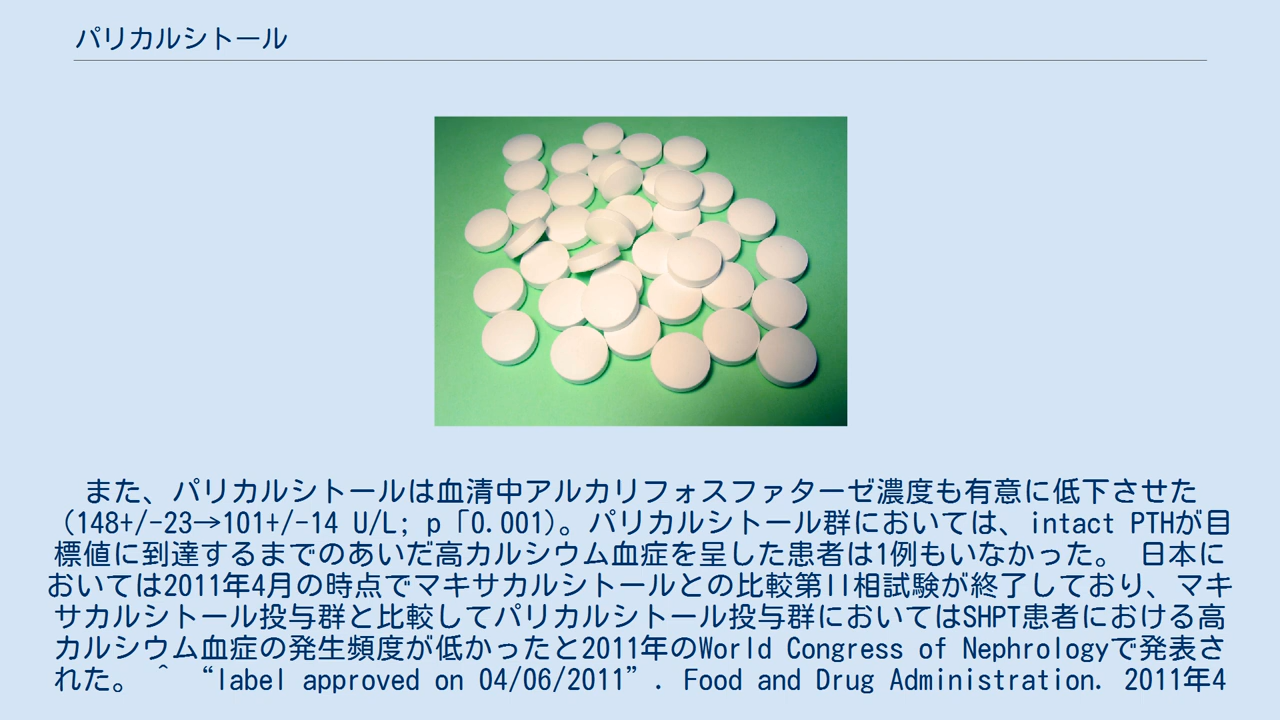 パリカルシトール
また、パリカルシトールは血清中アルカリフォスファターゼ濃度も有意に低下させた
（148+/-23→101+/-14 U/L; p「0.001）。パリカルシトール群においては、intact PTHが目
標値に到達するまでのあいだ高カルシウム血症を呈した患者は1例もいなかった。 日本に
おいては2011年4月の時点でマキサカルシトールとの比較第II相試験が終了しており、マキ
サカルシトール投与群と比較してパリカルシトール投与群においてはSHPT患者における高
カルシウム血症の発生頻度が低かったと2011年のWorld Congress of Nephrologyで発表さ
れた。 ^ “label approved on 04/06/2011”. Food and Drug Administration. 2011年4